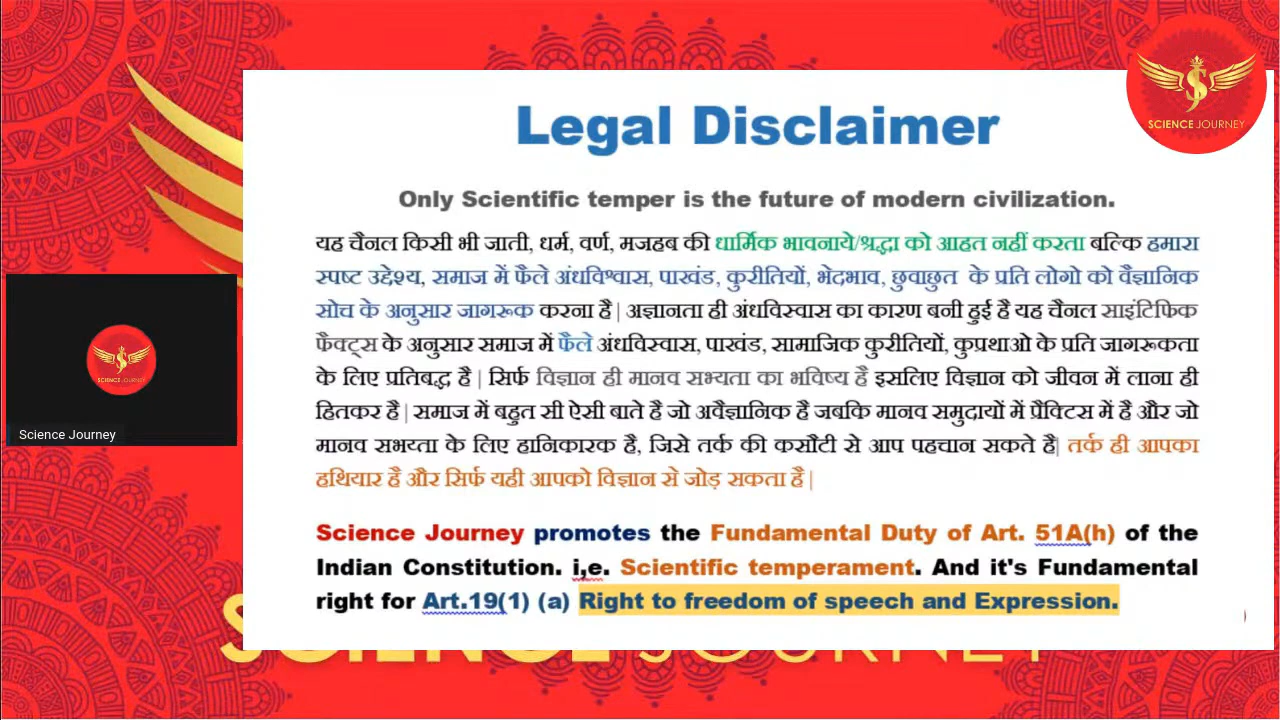 Legal Disclaimer
SCIENCE JOURNEY
Only Scientific temper is the future of modern civilization.
यह चैनल किसी भी जाती, धर्म, वर्ण, मजहब की धार्मिक भावनाये/श्रद्धा को आहत नहीं करता बल्कि हमारा
स्पष्ट उद्देश्य, समाज में फैले अंधविश्वास, पाखंड, कुरीतियों, भेदभाव, छुवाछुत के प्रति लोगो को वैज्ञानिक
सोच के अनुसार जागरूक करना है | अज्ञानता ही अंधविस्वास का कारण बनी हुई है यह चैनल साइंटिफिक
फैक्ट्स के अनुसार समाज में फैले अंधविस्वास, पाखंड, सामाजिक कुरीतियों, कुप्रथाओ के प्रति जागरूकता
के लिए प्रतिबद्ध है | सिर्फ विज्ञान ही मानव सभ्यता का भविष्य है इसलिए विज्ञान को जीवन में लाना ही
हितकर है | समाज में बहुत सी ऐसी बाते है जो अवैज्ञानिक है जबकि मानव समुदायों में प्रैक्टिस में है और जो
मानव सभ्यता के लिए हानिकारक है, जिसे तर्क की कसौटी से आप पहचान सकते है| तर्क ही आपका
हथियार है और सिर्फ यही आपको विज्ञान से जोड़ सकता है |
Science Journey promotes the Fundamental Duty of Art. 51A(h) of the
Indian Constitution. i,e. Scientific temperament. And it's Fundamental
right for Art.19(1) (a) Right to freedom of speech and Expression.
SCIENCE JOURNEY
Science Journey
SCIENCE JOURNEY